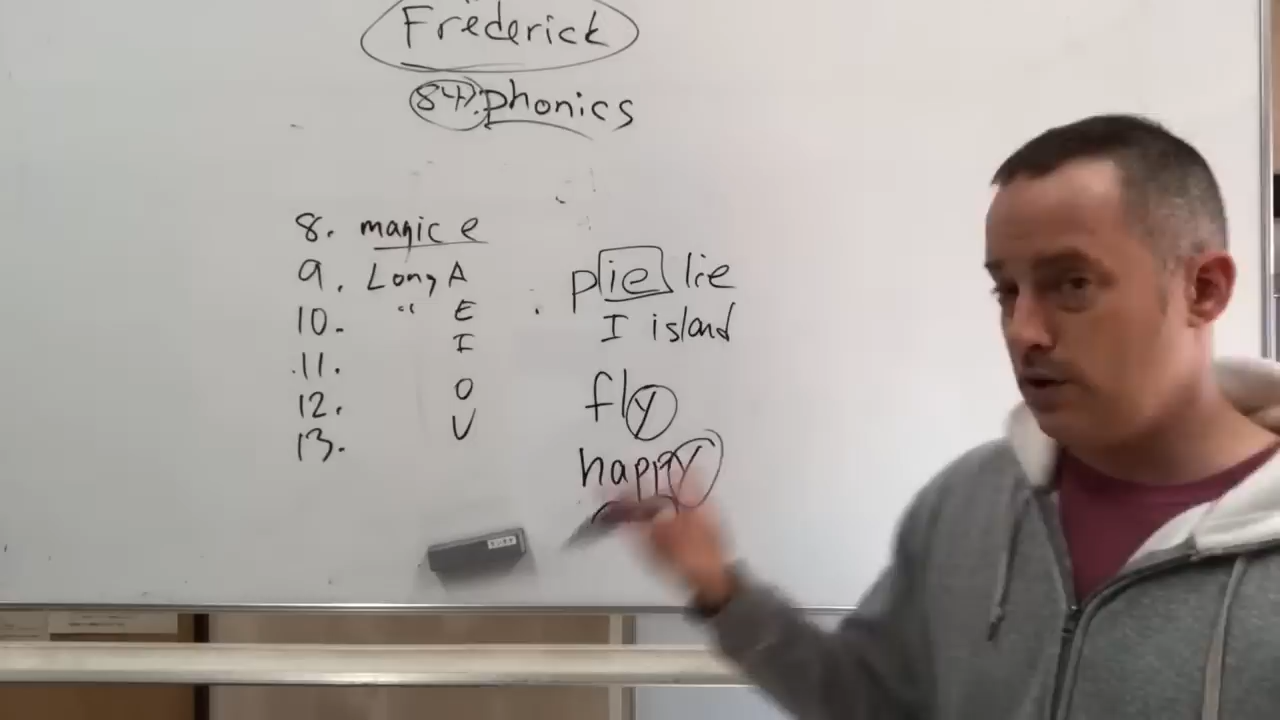 Frederick
84%: phonics
8. magic e
9. Long A
10. " E
11. I
12. O
13. U
pie lie
I island
fly
happy